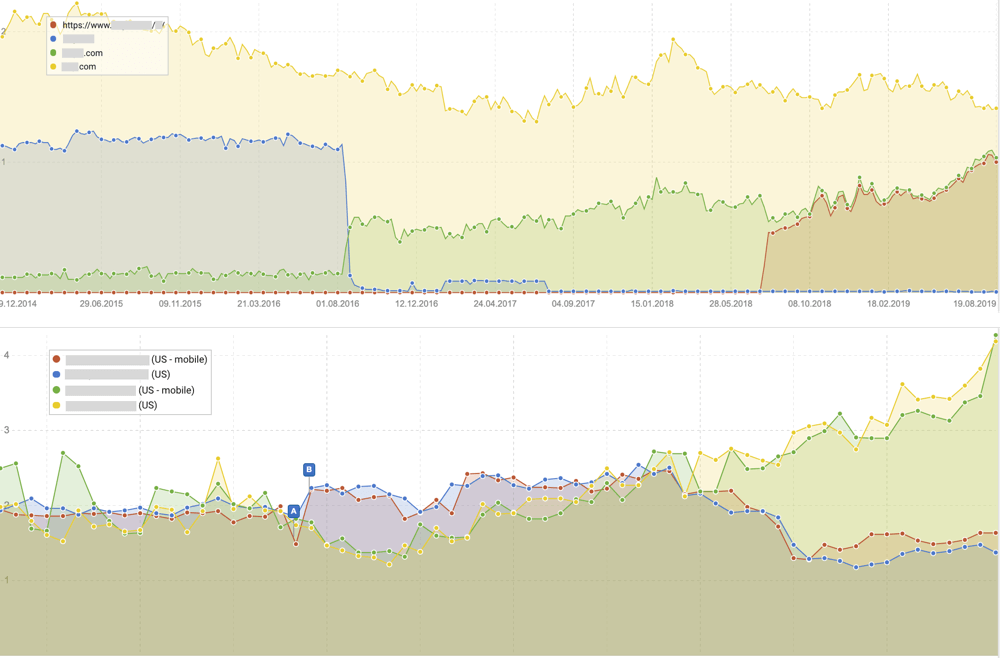 2
https://www. / /
.com
com
1
9.12.2014 29.06.2015 09.11.2015 21.03.2016 01.08.2016 12.12.2016 24.04.2017 04.09.2017 15.01.2018 28.05.2018 08.10.2018 18.02.2019 19.08.2019
4
(US - mobile)
(US)
(US - mobile)
(US)
3
B
2
A
1